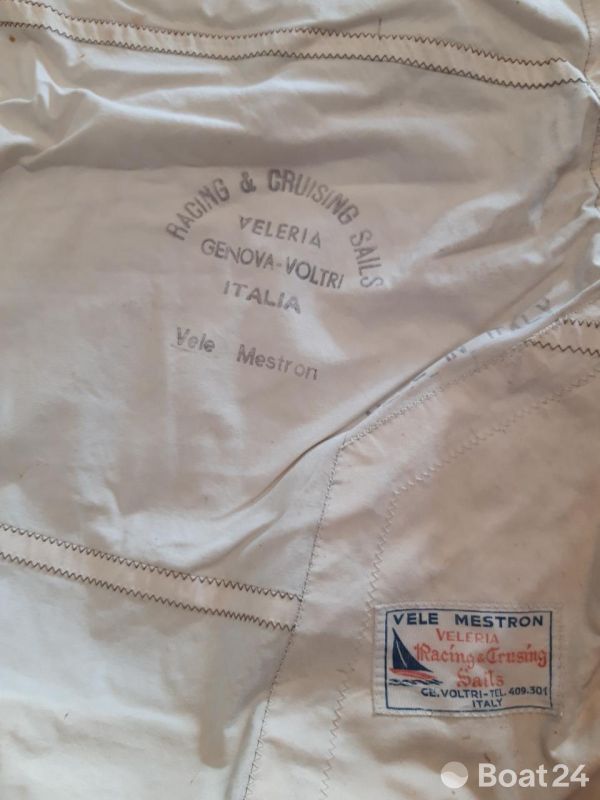 RACING & CRUISING SAILS
VELERIA
GENOVA-VOLTRI
ITALIA
Vele Mestron
VELE MESTRON
VELERIA
Racing & Crusing
Sails
GE. VOLTRI-TEL. 409.301
ITALY
Boat24